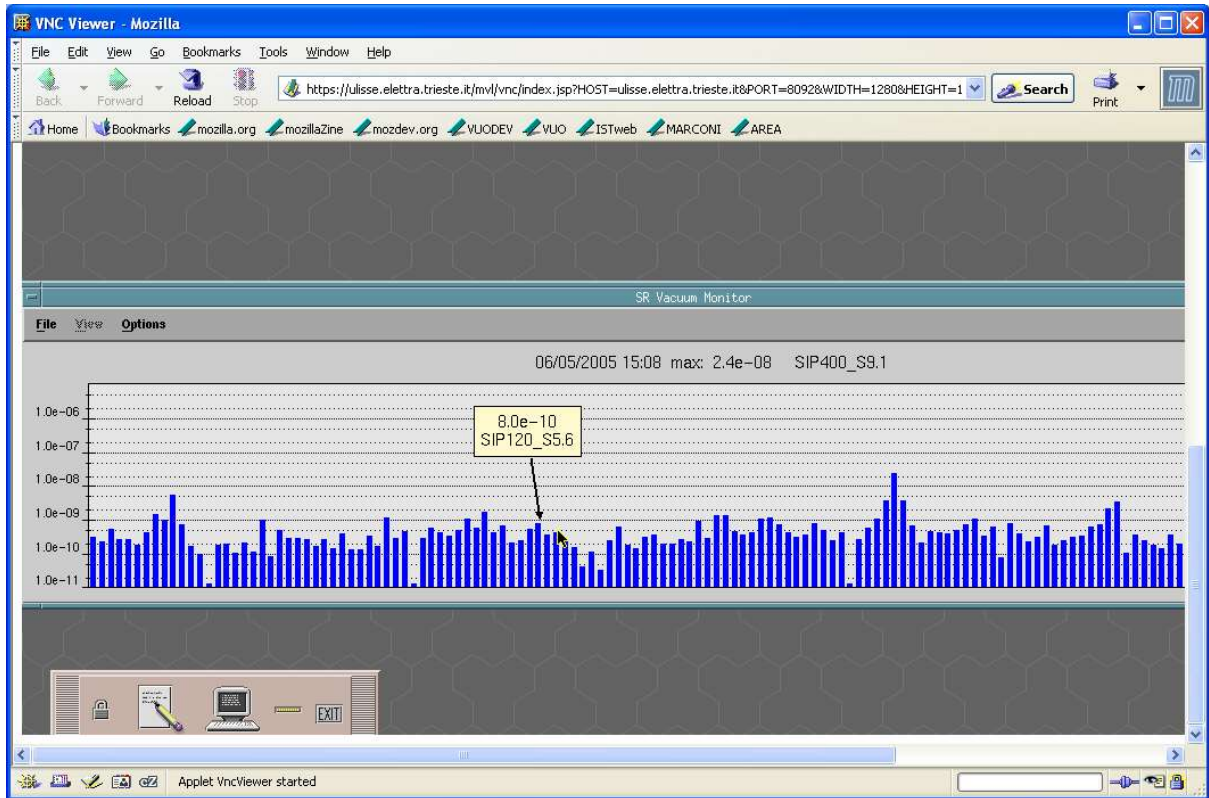 VNC Viewer - Mozilla
File Edit View Go Bookmarks Tools Window Help
https://ulisse.elettra.trieste.it/mvl/vnc/index.jsp?HOST=ulisse.elettra.trieste.it&PORT=8092&WIDTH=1280&HEIGHT=1
Search
Back Forward Reload Stop Print
Home Bookmarks mozilla.org mozillaZine mozdev.org VUODEV VUO ISTweb MARCONI AREA
SR Vacuum Monitor
File View Options
06/05/2005 15:08 max: 2.4e-08 SIP400_S9.1
1.0e-06
1.0e-07
1.0e-08
1.0e-09
1.0e-10
1.0e-11
8.0e-10
SIP120_S5.6
EXIT
Applet VncViewer started